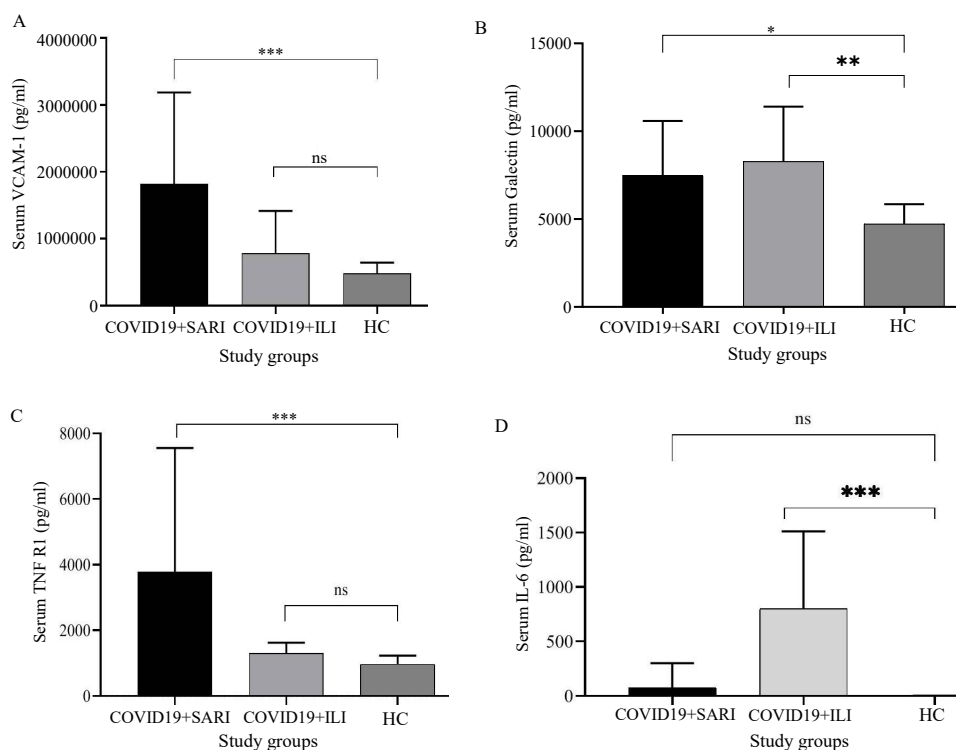 A
Serum VCAM-1 (pg/ml)
4000000
3000000
2000000
1000000
0
***
ns
COVID19+SARI COVID19+ILI HC
Study groups
B
Serum Galectin (pg/ml)
15000
10000
5000
0
*
**
COVID19+SARI COVID19+ILI HC
Study groups
C
Serum TNF R1 (pg/ml)
8000
6000
4000
2000
0
***
ns
COVID19+SARI COVID19+ILI HC
Study groups
D
Serum IL-6 (pg/ml)
2000
1500
1000
500
0
ns
***
COVID19+SARI COVID19+ILI HC
Study groups